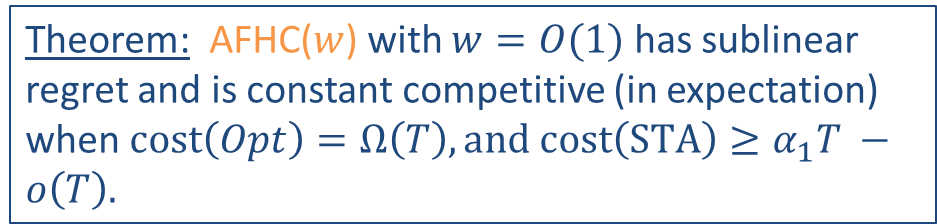 Theorem: AFHC(w) with w = O(1) has sublinear
regret and is constant competitive (in expectation)
when cost(Opt) = Ω(T), and cost(STA) ≥ α₁T −
o(T).